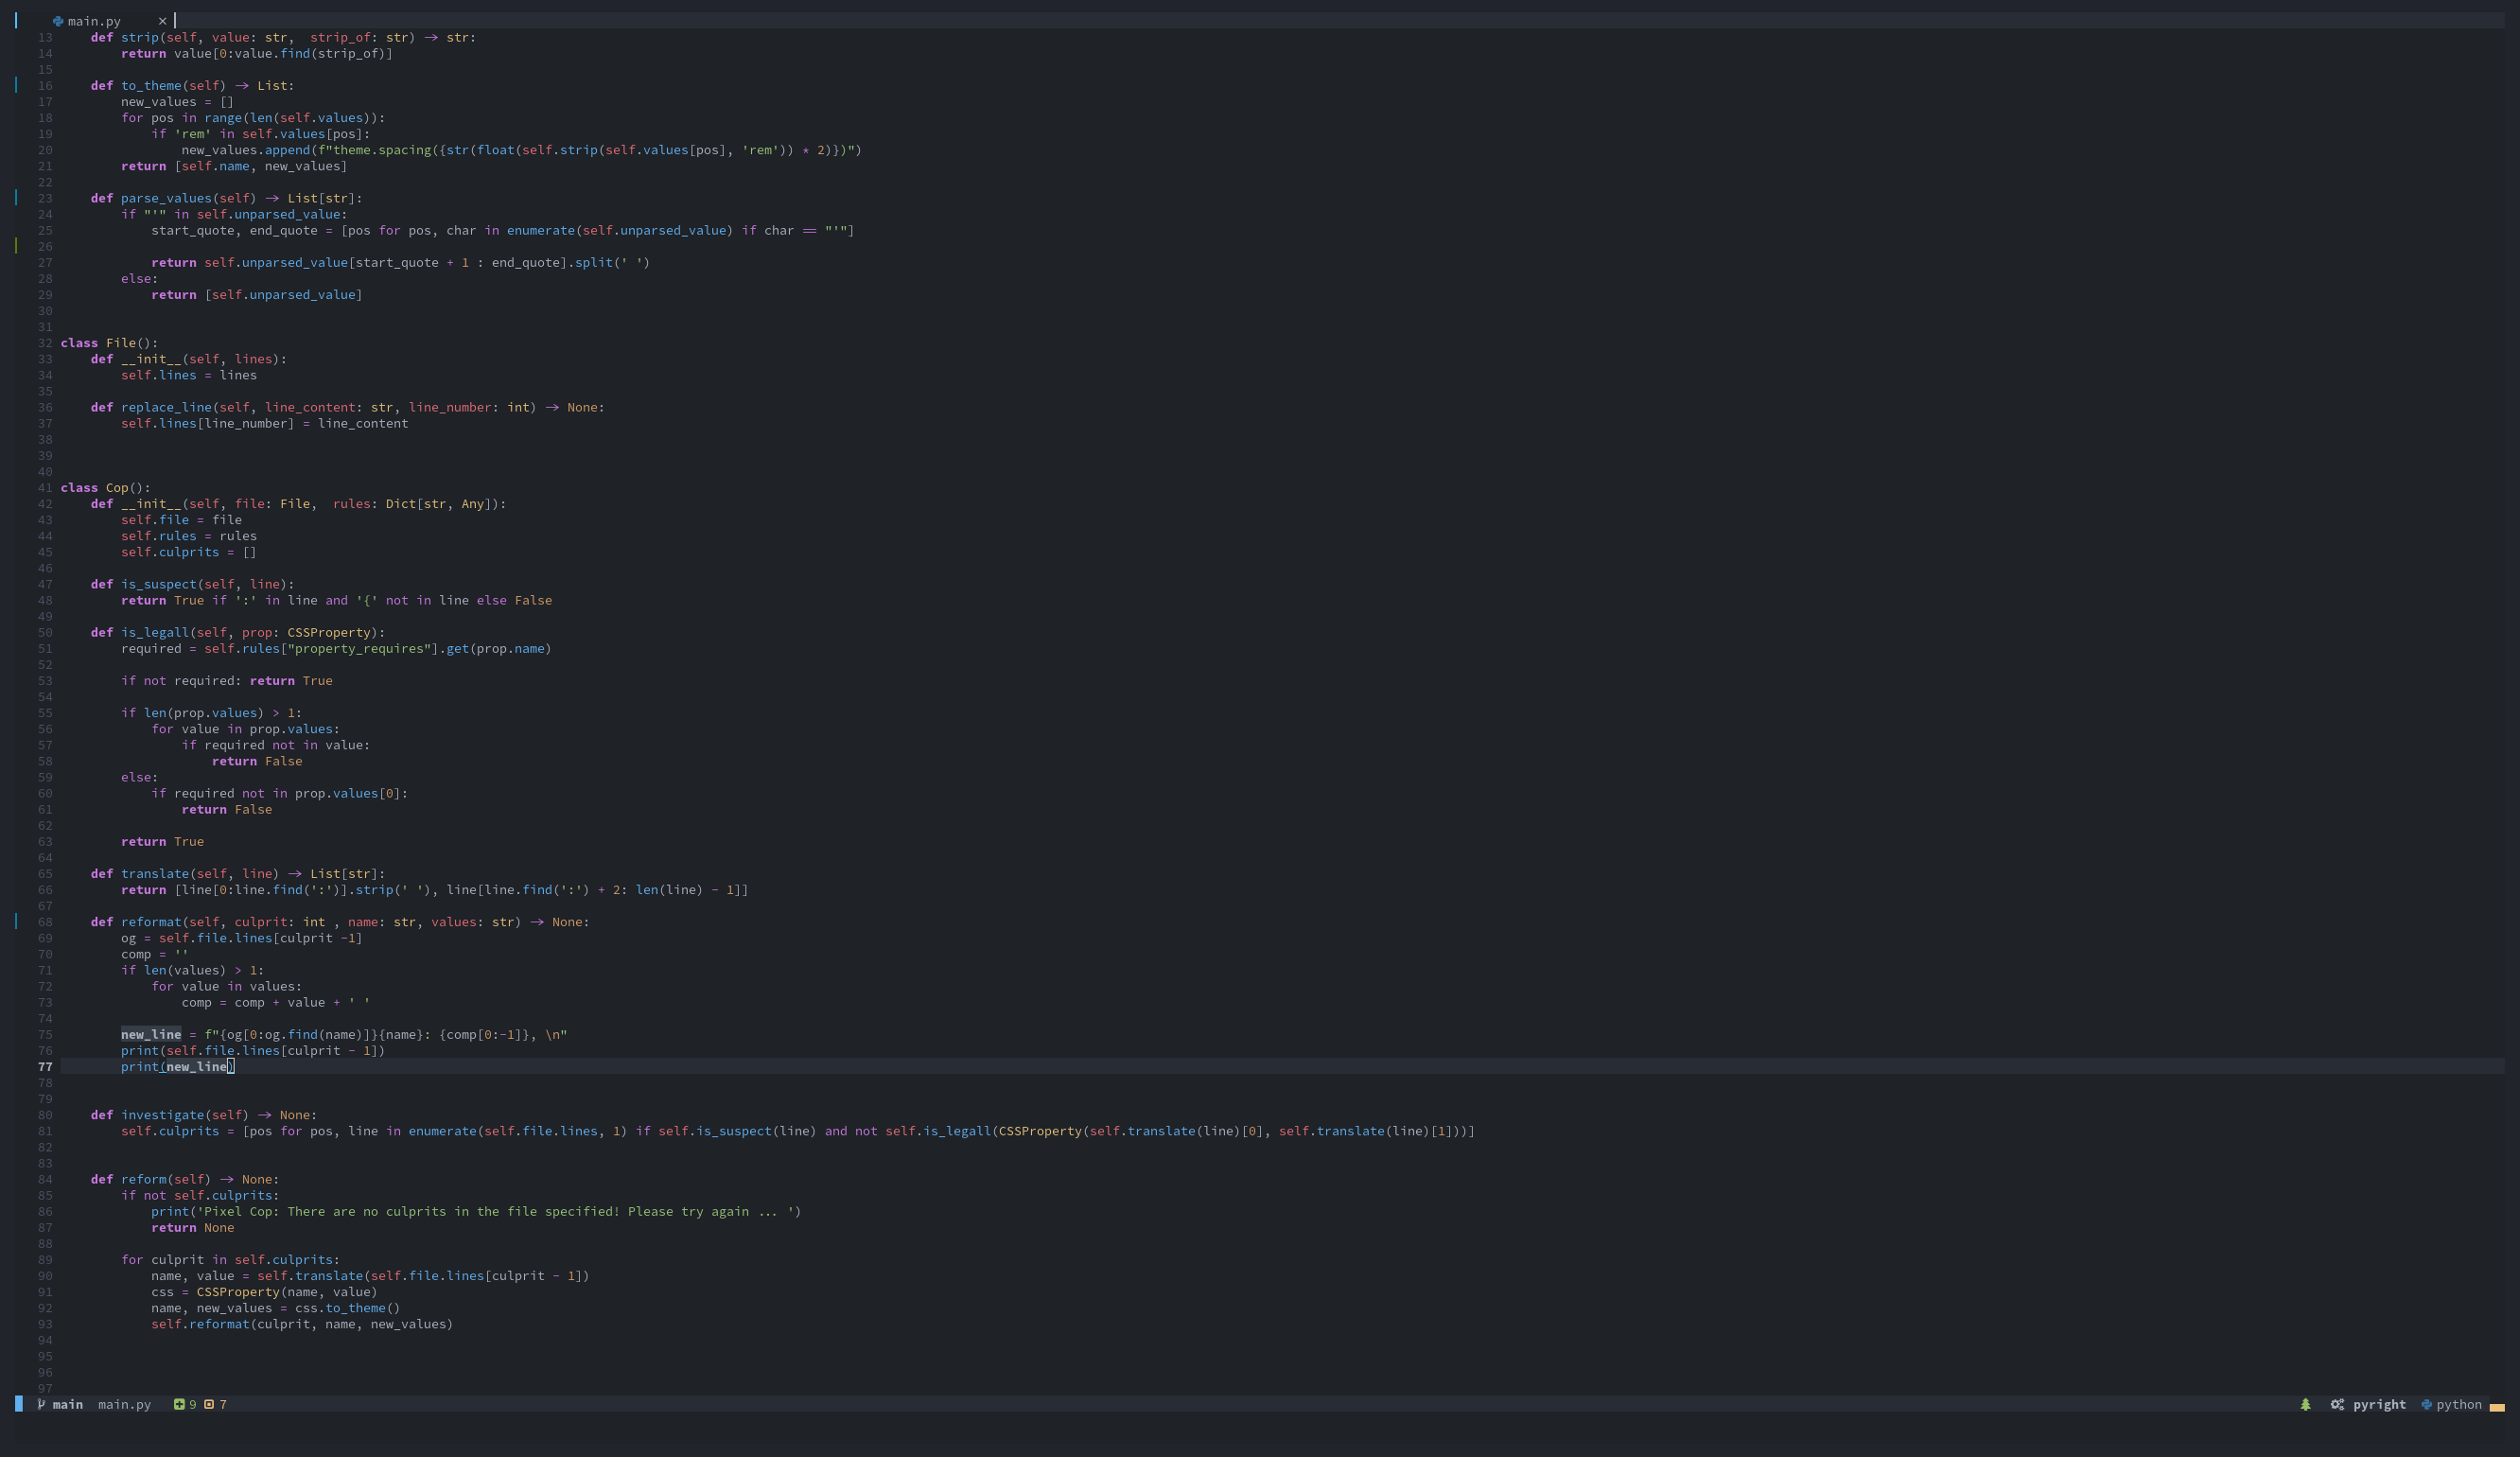 main.py ×
13 def strip(self, value: str,  strip_of: str) → str:
14 return value[0:value.find(strip_of)]
15
16 def to_theme(self) → List:
17 new_values = []
18 for pos in range(len(self.values)):
19 if 'rem' in self.values[pos]:
20 new_values.append(f"theme.spacing({str(float(self.strip(self.values[pos], 'rem')) * 2)})")
21 return [self.name, new_values]
22
23 def parse_values(self) → List[str]:
24 if "'" in self.unparsed_value:
25 start_quote, end_quote = [pos for pos, char in enumerate(self.unparsed_value) if char == "'"]
26
27 return self.unparsed_value[start_quote + 1 : end_quote].split(' ')
28 else:
29 return [self.unparsed_value]
30
31
32 class File():
33 def __init__(self, lines):
34 self.lines = lines
35
36 def replace_line(self, line_content: str, line_number: int) → None:
37 self.lines[line_number] = line_content
38
39
40
41 class Cop():
42 def __init__(self, file: File,  rules: Dict[str, Any]):
43 self.file = file
44 self.rules = rules
45 self.culprits = []
46
47 def is_suspect(self, line):
48 return True if ':' in line and '{' not in line else False
49
50 def is_legall(self, prop: CSSProperty):
51 required = self.rules["property_requires"].get(prop.name)
52
53 if not required: return True
54
55 if len(prop.values) > 1:
56 for value in prop.values:
57 if required not in value:
58 return False
59 else:
60 if required not in prop.values[0]:
61 return False
62
63 return True
64
65 def translate(self, line) → List[str]:
66 return [line[0:line.find(':')].strip(' '), line[line.find(':') + 2: len(line) - 1]]
67
68 def reformat(self, culprit: int , name: str, values: str) → None:
69 og = self.file.lines[culprit -1]
70 comp = ''
71 if len(values) > 1:
72 for value in values:
73 comp = comp + value + ' '
74
75 new_line = f"{og[0:og.find(name)]}{name}: {comp[0:-1]}, \n"
76 print(self.file.lines[culprit - 1])
77 print(new_line)
78
79
80 def investigate(self) → None:
81 self.culprits = [pos for pos, line in enumerate(self.file.lines, 1) if self.is_suspect(line) and not self.is_legall(CSSProperty(self.translate(line)[0], self.translate(line)[1]))]
82
83
84 def reform(self) → None:
85 if not self.culprits:
86 print('Pixel Cop: There are no culprits in the file specified! Please try again ... ')
87 return None
88
89 for culprit in self.culprits:
90 name, value = self.translate(self.file.lines[culprit - 1])
91 css = CSSProperty(name, value)
92 name, new_values = css.to_theme()
93 self.reformat(culprit, name, new_values)
94
95
96
97
main main.py 9 7 pyright python